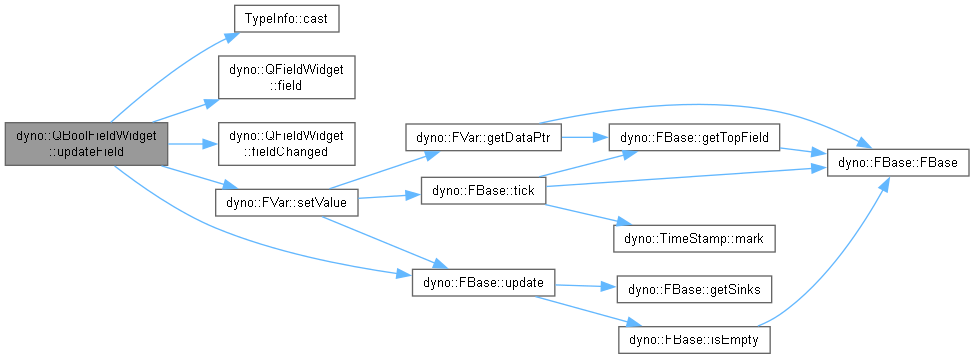 TypeInfo::cast
dyno::QFieldWidget
::field
dyno::QBoolFieldWidget
::updateField
dyno::QFieldWidget
::fieldChanged
dyno::FVar::setValue
dyno::FVar::getDataPtr
dyno::FBase::tick
dyno::FBase::update
dyno::FBase::getTopField
dyno::TimeStamp::mark
dyno::FBase::getSinks
dyno::FBase::isEmpty
dyno::FBase::FBase